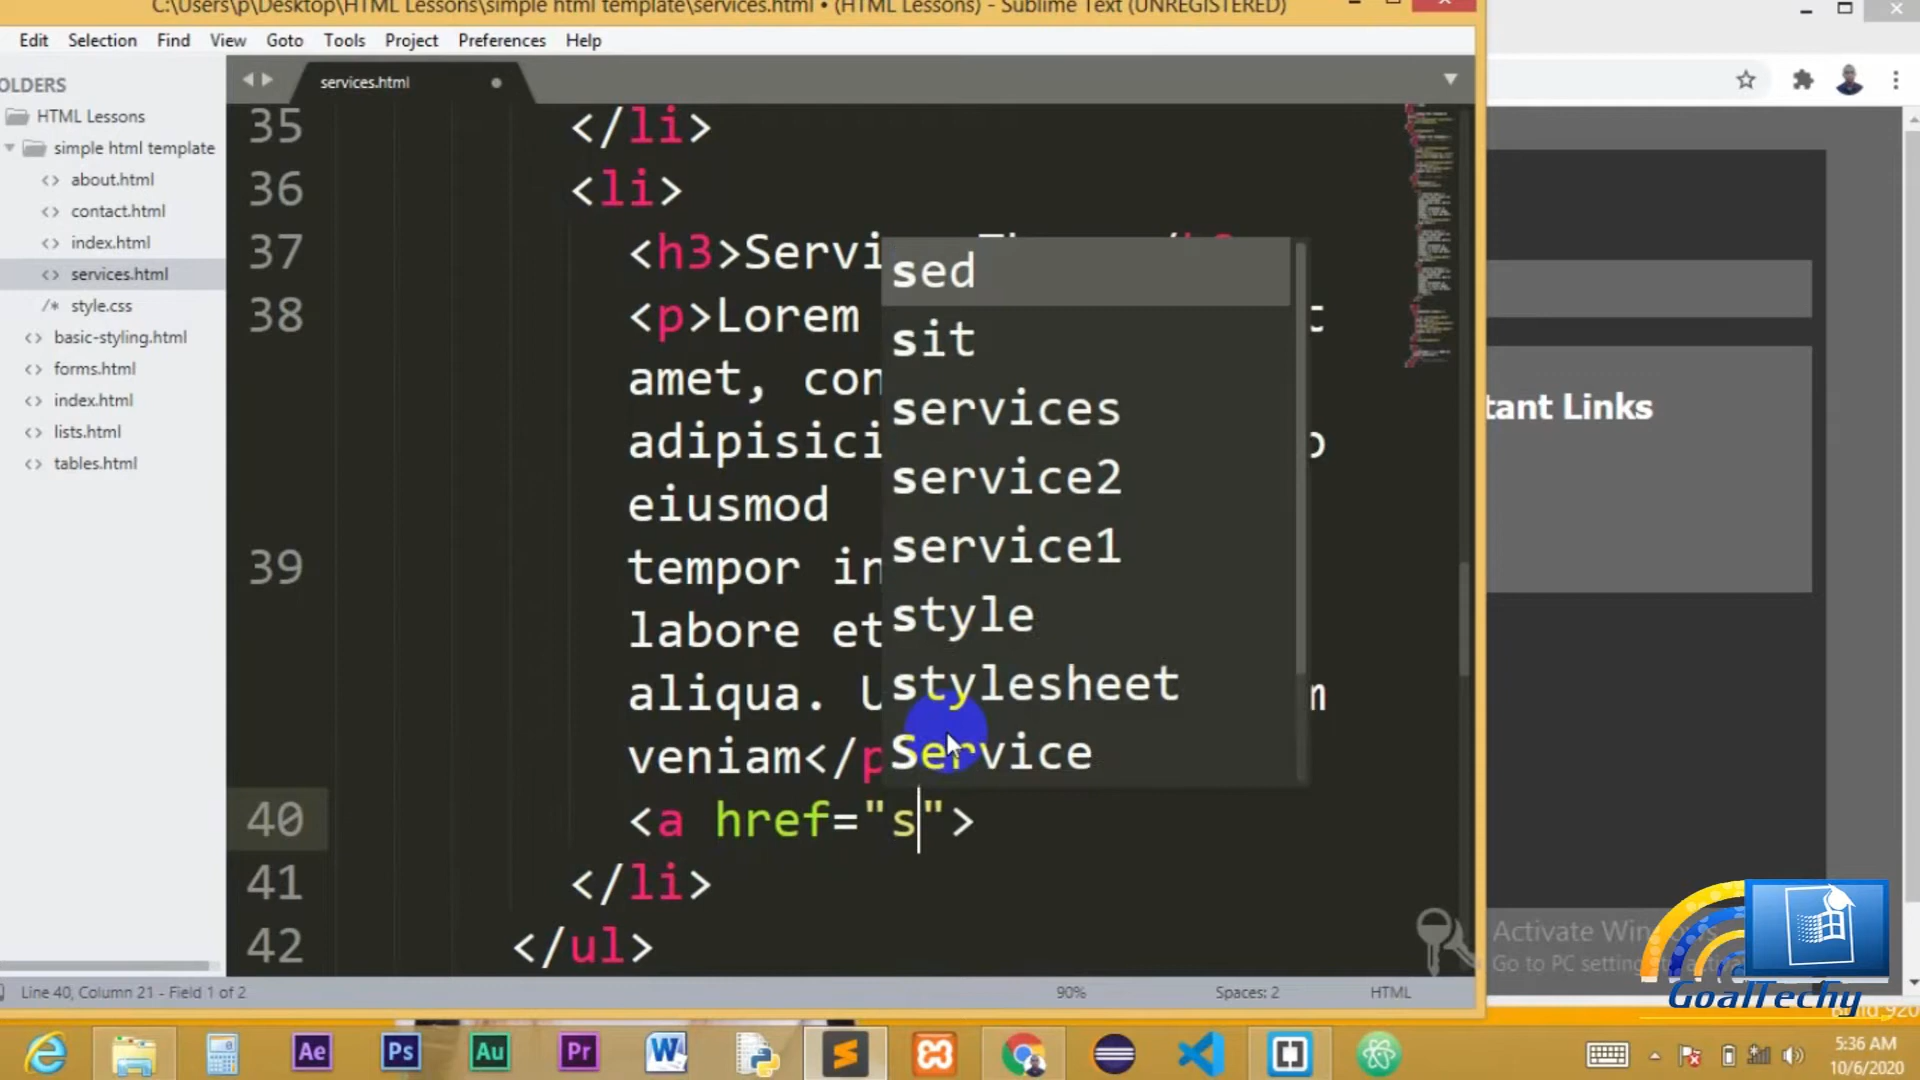 C:\Users\p\Desktop\HTML Lessons\simple html template\services.html • (HTML Lessons) - Sublime Text (UNREGISTERED)
Edit Selection Find View Goto Tools Project Preferences Help
OLDERS
HTML Lessons
simple html template
<> about.html
<> contact.html
<> index.html
<> services.html
/* style.css
<> basic-styling.html
<> forms.html
<> index.html
<> lists.html
<> tables.html
services.html
35 </li>
36 <li>
37 <h3>Servi
38 <p>Lorem
amet, con
adipisici
eiusmod
39 tempor in
labore et
aliqua. U
veniam</p
40 <a href="s">
41 </li>
42 </ul>
sed
sit
services
service2
service1
style
stylesheet
Service
tant Links
Activate Win
Go to PC setting
GoalTechy
Line 40, Column 21 - Field 1 of 2
90%
Spaces: 2
HTML
Ae Ps Au Pr
5:36 AM
10/6/2020